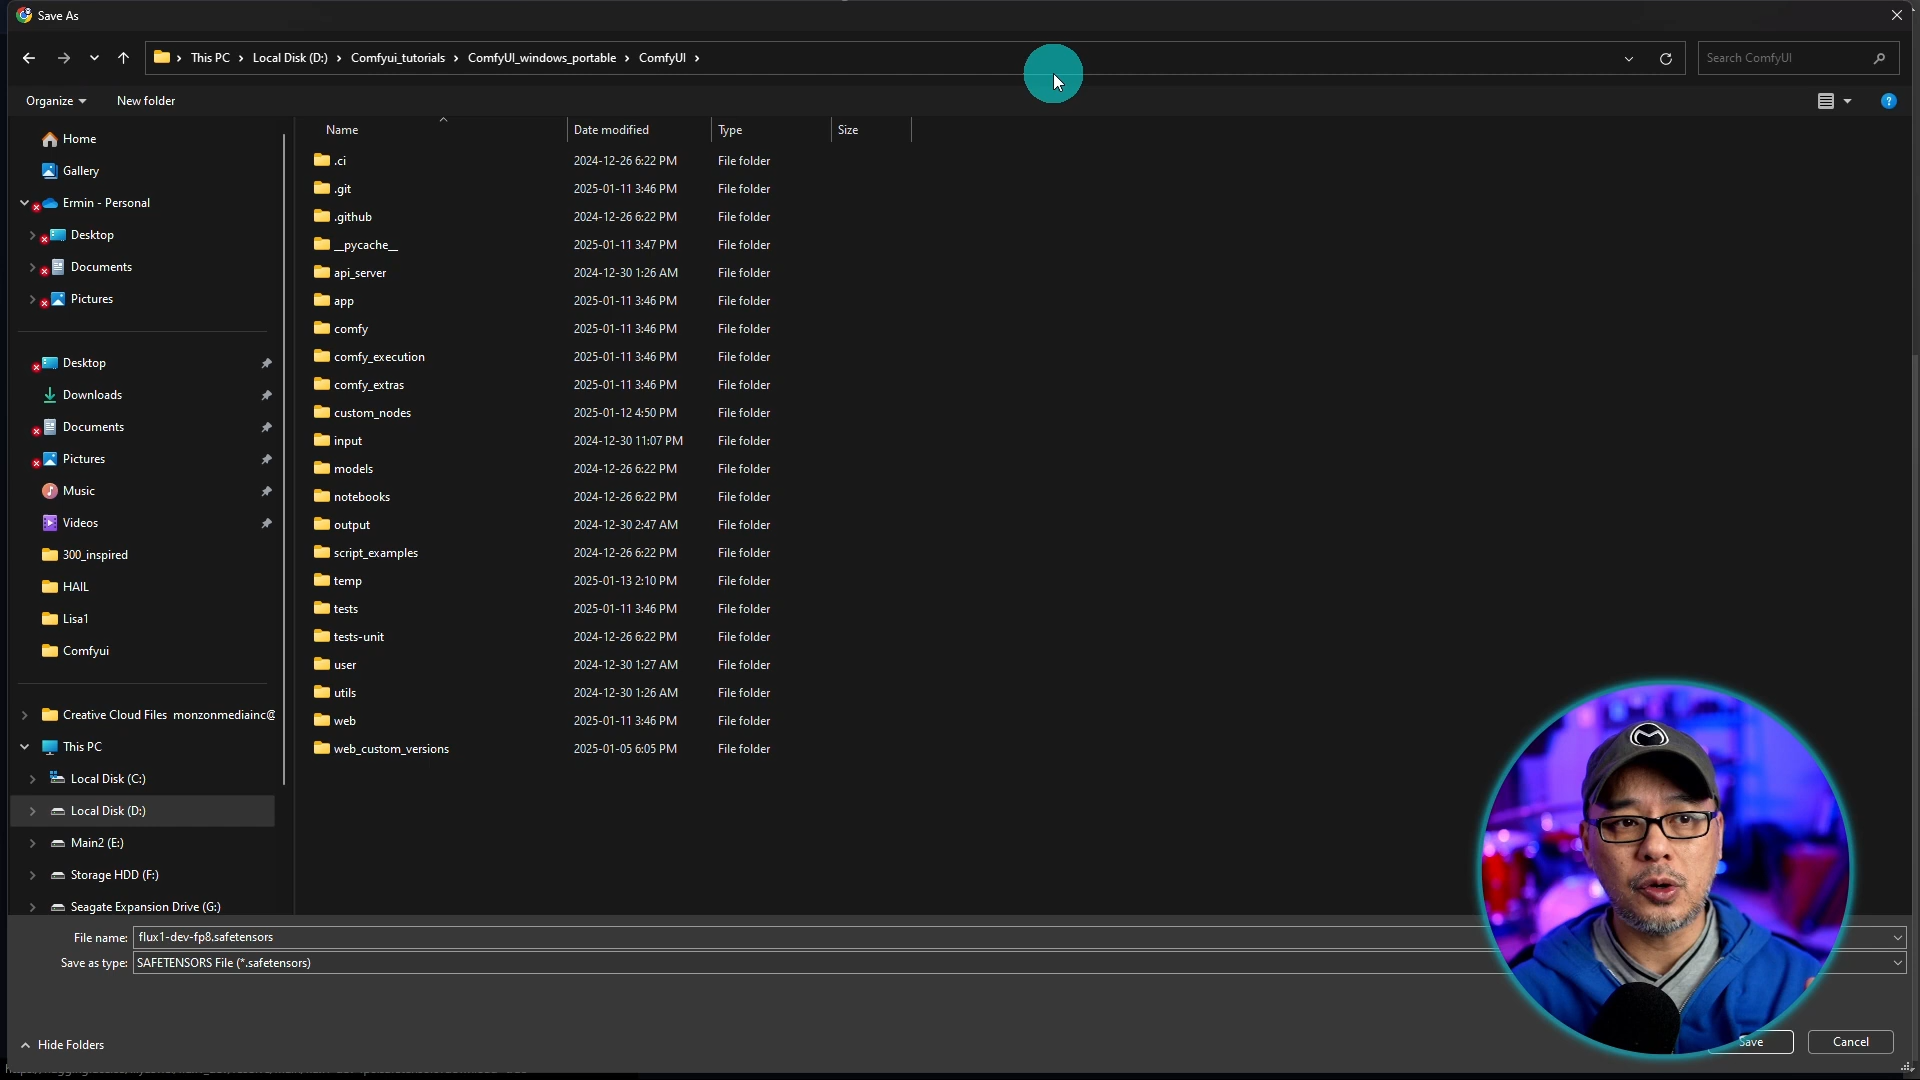 Save As
This PC > Local Disk (D:) > Comfyui_tutorials > ComfyUI_windows_portable > ComfyUI >
Search ComfyUI
Organize
New folder
Name
Date modified
Type
Size
Home
Gallery
Ermin - Personal
Desktop
Documents
Pictures
Desktop
Downloads
Documents
Pictures
Music
Videos
300_inspired
HAIL
Lisa1
Comfyui
Creative Cloud Files monzonmediainc@
This PC
Local Disk (C:)
Local Disk (D:)
Main2 (E:)
Storage HDD (F:)
Seagate Expansion Drive (G:)
.ci 2024-12-26 6:22 PM File folder
.git 2025-01-11 3:46 PM File folder
.github 2024-12-26 6:22 PM File folder
__pycache__ 2025-01-11 3:47 PM File folder
api_server 2024-12-30 1:26 AM File folder
app 2025-01-11 3:46 PM File folder
comfy 2025-01-11 3:46 PM File folder
comfy_execution 2025-01-11 3:46 PM File folder
comfy_extras 2025-01-11 3:46 PM File folder
custom_nodes 2025-01-12 4:50 PM File folder
input 2024-12-30 11:07 PM File folder
models 2024-12-26 6:22 PM File folder
notebooks 2024-12-26 6:22 PM File folder
output 2024-12-30 2:47 AM File folder
script_examples 2024-12-26 6:22 PM File folder
temp 2025-01-13 2:10 PM File folder
tests 2025-01-11 3:46 PM File folder
tests-unit 2024-12-26 6:22 PM File folder
user 2024-12-30 1:27 AM File folder
utils 2024-12-30 1:26 AM File folder
web 2025-01-11 3:46 PM File folder
web_custom_versions 2025-01-05 6:05 PM File folder
File name: flux1-dev-fp8.safetensors
Save as type: SAFETENSORS File (*.safetensors)
Hide Folders
Save
Cancel